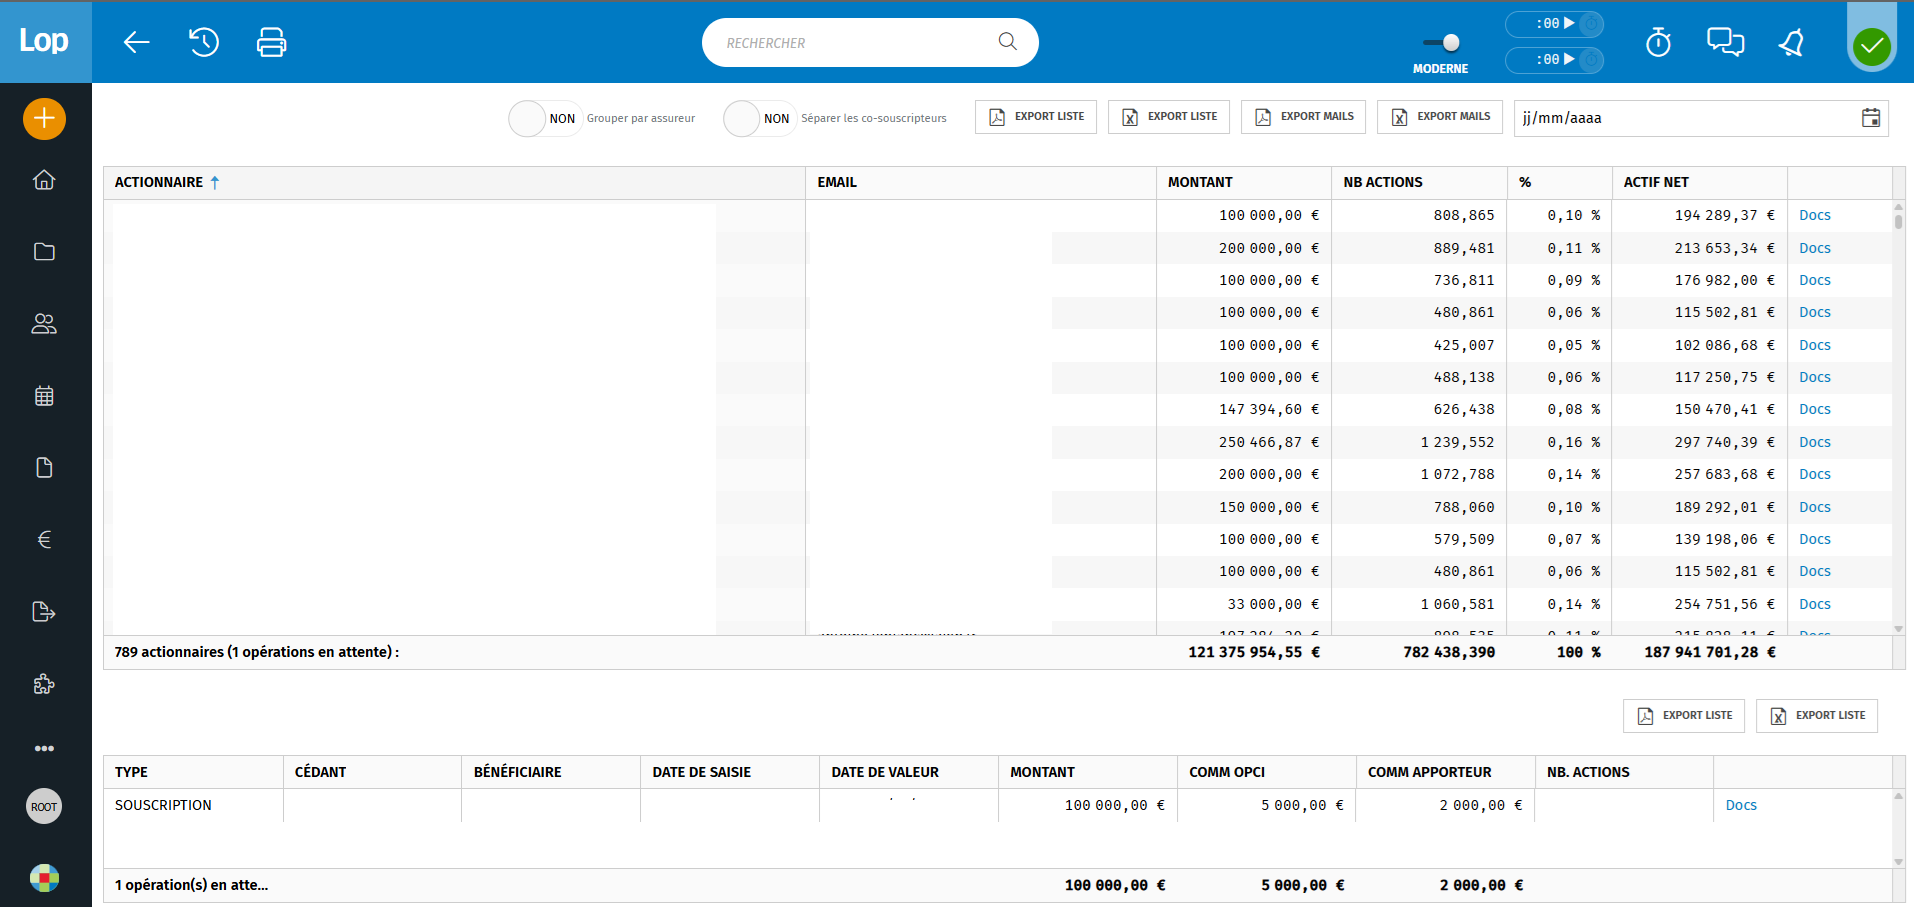 Lop
RECHERCHER
MODERNE
:00
:00
NON Grouper par assureur
NON Séparer les co-souscripteurs
EXPORT LISTE
EXPORT LISTE
EXPORT MAILS
EXPORT MAILS
jj/mm/aaaa
ACTIONNAIRE EMAIL MONTANT NB ACTIONS % ACTIF NET
100 000,00 € 808,865 0,10 % 194 289,37 € Docs
200 000,00 € 889,481 0,11 % 213 653,34 € Docs
100 000,00 € 736,811 0,09 % 176 982,00 € Docs
100 000,00 € 480,861 0,06 % 115 502,81 € Docs
100 000,00 € 425,007 0,05 % 102 086,68 € Docs
100 000,00 € 488,138 0,06 % 117 250,75 € Docs
147 394,60 € 626,438 0,08 % 150 470,41 € Docs
250 466,87 € 1 239,552 0,16 % 297 740,39 € Docs
200 000,00 € 1 072,788 0,14 % 257 683,68 € Docs
150 000,00 € 788,060 0,10 % 189 292,01 € Docs
100 000,00 € 579,509 0,07 % 139 198,06 € Docs
100 000,00 € 480,861 0,06 % 115 502,81 € Docs
33 000,00 € 1 060,581 0,14 % 254 751,56 € Docs
789 actionnaires (1 opérations en attente) : 121 375 954,55 € 782 438,390 100 % 187 941 701,28 €
EXPORT LISTE
EXPORT LISTE
TYPE CÉDANT BÉNÉFICIAIRE DATE DE SAISIE DATE DE VALEUR MONTANT COMM OPCI COMM APPORTEUR NB. ACTIONS
SOUSCRIPTION 100 000,00 € 5 000,00 € 2 000,00 € Docs
1 opération(s) en atte... 100 000,00 € 5 000,00 € 2 000,00 €
ROOT